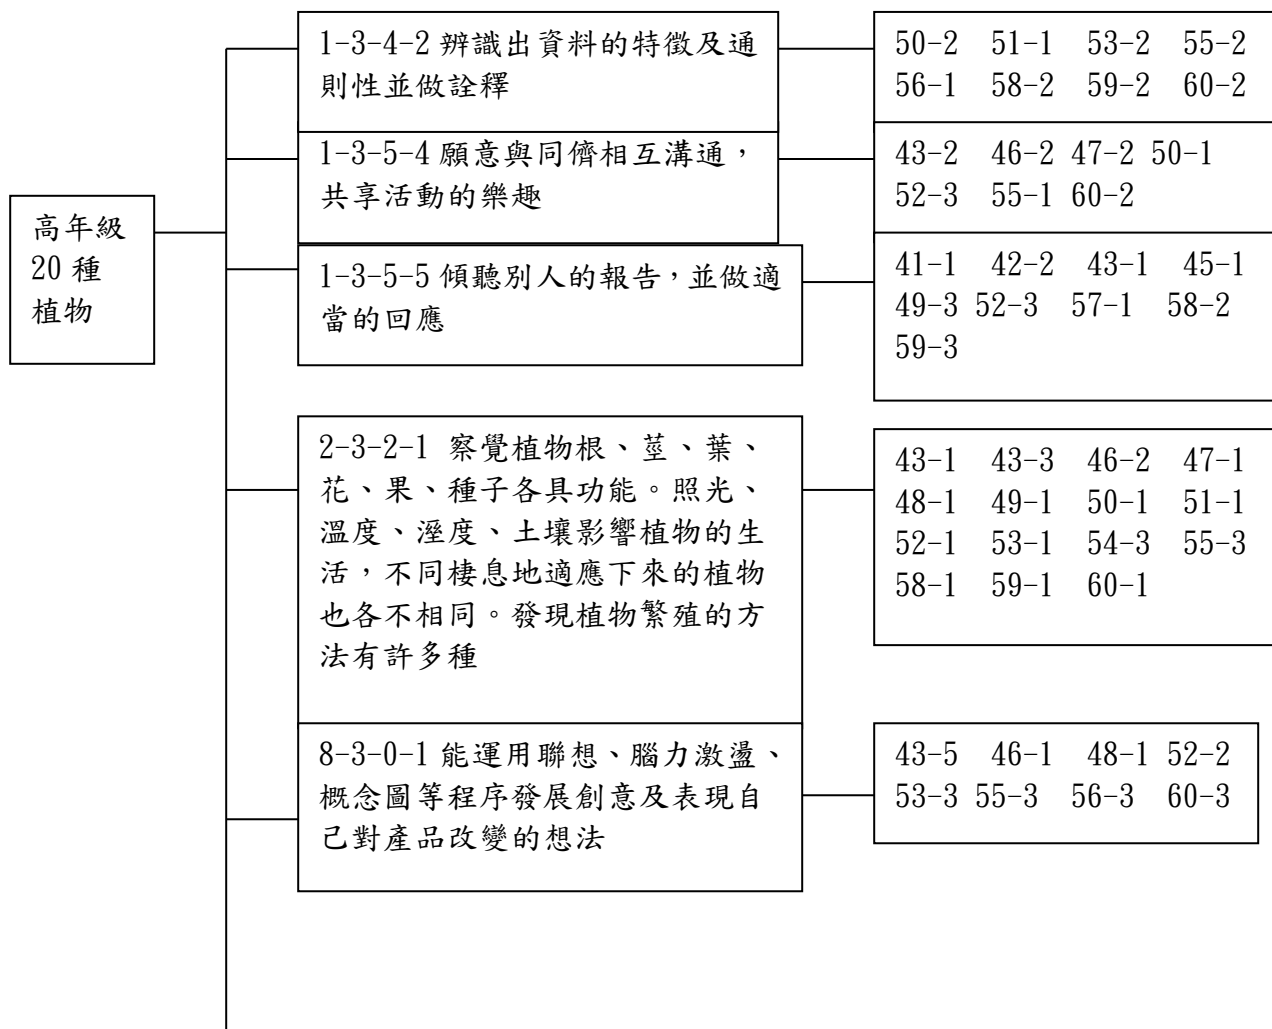 高年級
20 種
植物
1-3-4-2 辨識出資料的特徵及通
則性並做詮釋
50-2 51-1 53-2 55-2
56-1 58-2 59-2 60-2
1-3-5-4 願意與同儕相互溝通，
共享活動的樂趣
43-2 46-2 47-2 50-1
52-3 55-1 60-2
1-3-5-5 傾聽別人的報告，並做適
當的回應
41-1 42-2 43-1 45-1
49-3 52-3 57-1 58-2
59-3
2-3-2-1 察覺植物根、莖、葉、
花、果、種子各具功能。照光、
溫度、溼度、土壤影響植物的生
活，不同棲息地適應下來的植物
也各不相同。發現植物繁殖的方
法有許多種
43-1 43-3 46-2 47-1
48-1 49-1 50-1 51-1
52-1 53-1 54-3 55-3
58-1 59-1 60-1
8-3-0-1 能運用聯想、腦力激盪、
概念圖等程序發展創意及表現自
己對產品改變的想法
43-5 46-1 48-1 52-2
53-3 55-3 56-3 60-3